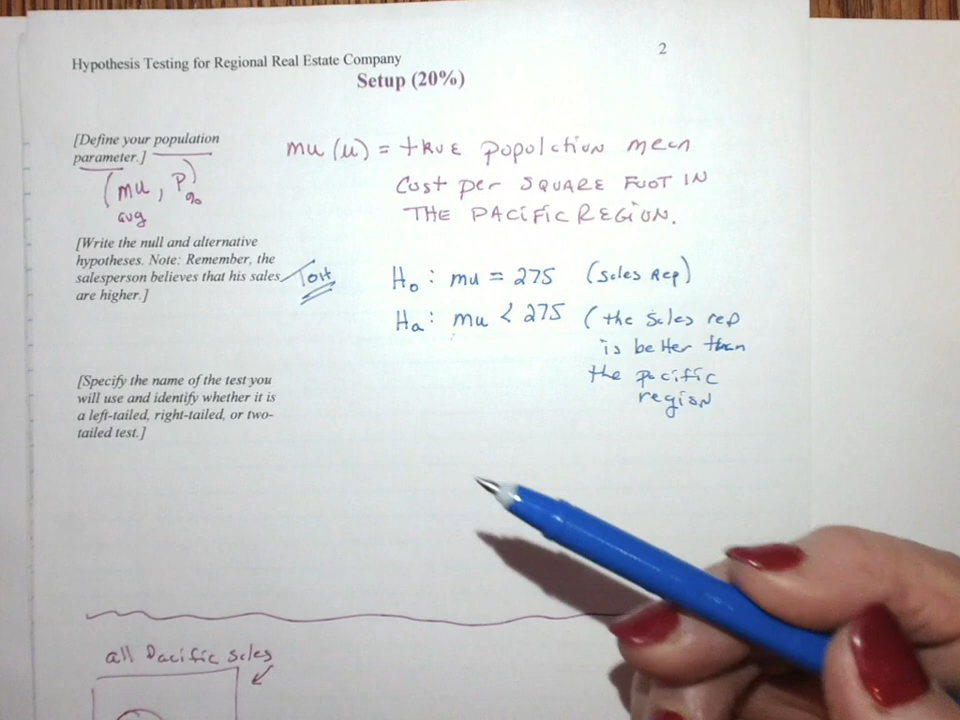 2
Hypothesis Testing for Regional Real Estate Company
Setup (20%)
[Define your population
parameter.]
(mu, P)
avg %
mu (u) = tRUE popolction mean
Cost per SQUARE FOOT IN
THE PACIFIC REGION.
[Write the null and alternative
hypotheses. Note: Remember, the
salesperson believes that his sales
are higher.]
Ho: mu = 275 (sales Rep)
Ha: mu < 275 (the sales rep
is better than
the pacific
region
[Specify the name of the test you
will use and identify whether it is
a left-tailed, right-tailed, or two-
tailed test.]
all Pacific sales